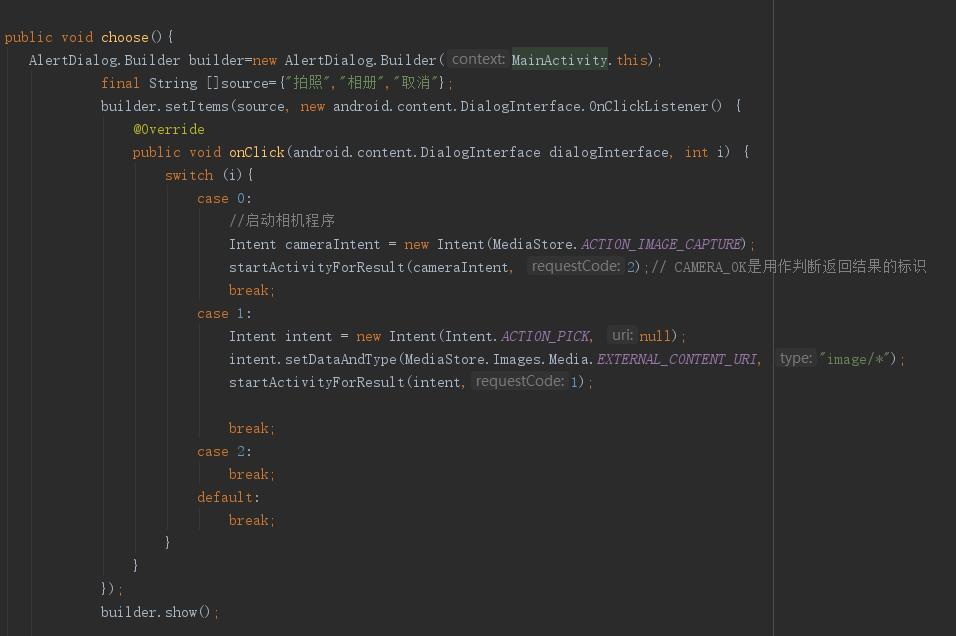 public void choose(){
AlertDialog.Builder builder=new AlertDialog.Builder( context: MainActivity.this);
final String []source={"拍照","相册","取消"};
builder.setItems(source, new android.content.DialogInterface.OnClickListener() {
@Override
public void onClick(android.content.DialogInterface dialogInterface, int i) {
switch (i){
case 0:
//启动相机程序
Intent cameraIntent = new Intent(MediaStore.ACTION_IMAGE_CAPTURE);
startActivityForResult(cameraIntent, requestCode: 2);// CAMERA_OK是用作判断返回结果的标识
break;
case 1:
Intent intent = new Intent(Intent.ACTION_PICK, uri: null);
intent.setDataAndType(MediaStore.Images.Media.EXTERNAL_CONTENT_URI, type: "image/*");
startActivityForResult(intent, requestCode: 1);
break;
case 2:
break;
default:
break;
}
}
});
builder.show();